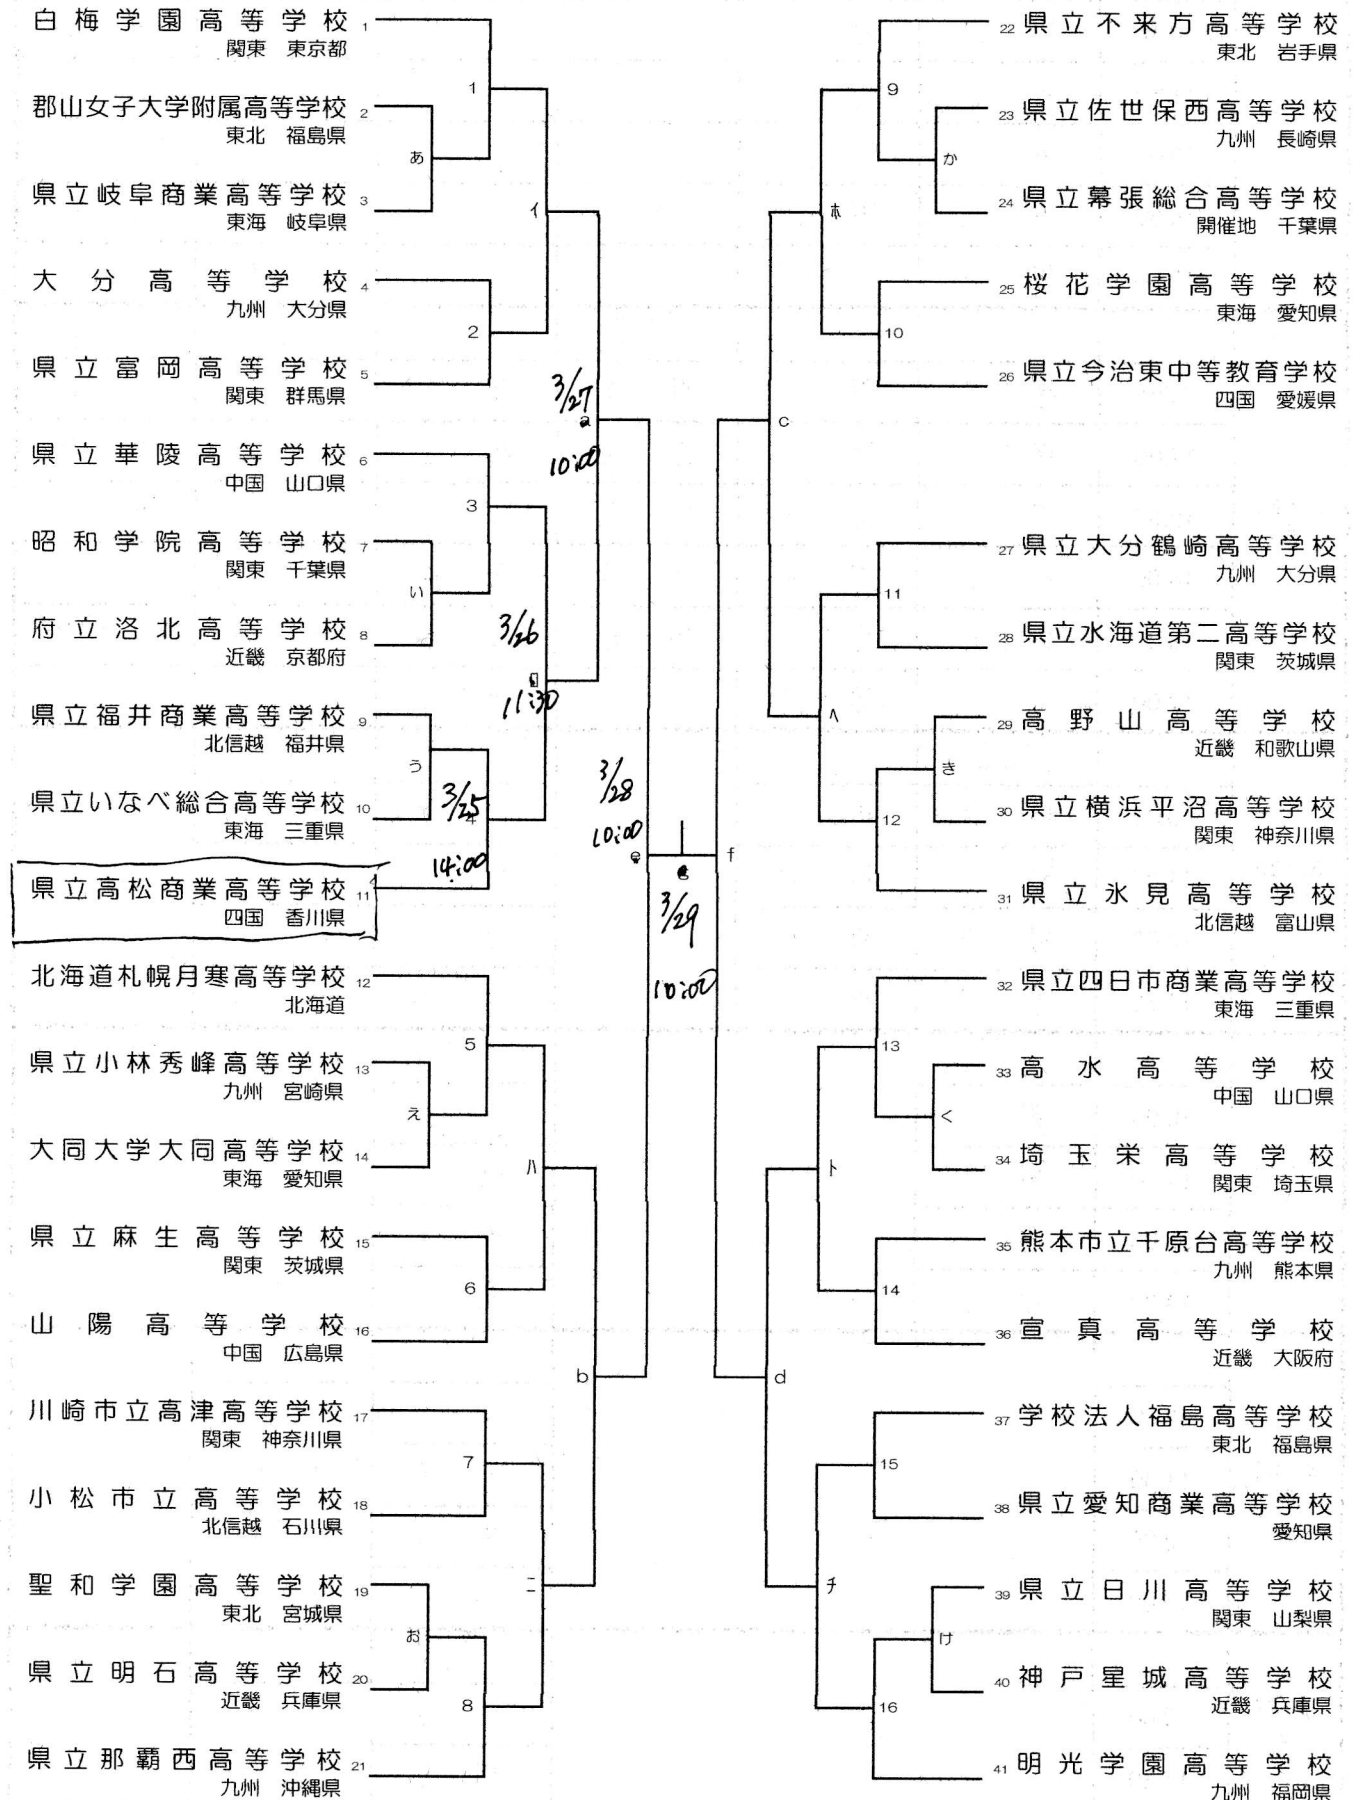 白梅学園高等学校 1
関東 東京都
郡山女子大学附属高等学校 2
東北 福島県
県立岐阜商業高等学校 3
東海 岐阜県
大分高等学校 4
九州 大分県
県立富岡高等学校 5
関東 群馬県
県立華陵高等学校 6
中国 山口県
昭和学院高等学校 7
関東 千葉県
府立洛北高等学校 8
近畿 京都府
県立福井商業高等学校 9
北信越 福井県
県立いなべ総合高等学校 10
東海 三重県
県立高松商業高等学校 11
四国 香川県
北海道札幌月寒高等学校 12
北海道
県立小林秀峰高等学校 13
九州 宮崎県
大同大学大同高等学校 14
東海 愛知県
県立麻生高等学校 15
関東 茨城県
山陽高等学校 16
中国 広島県
川崎市立高津高等学校 17
関東 神奈川県
小松市立高等学校 18
北信越 石川県
聖和学園高等学校 19
東北 宮城県
県立明石高等学校 20
近畿 兵庫県
県立那覇西高等学校 21
九州 沖縄県
あ
い
う
え
お
1
2
3
4
5
6
7
8
イ
ハ
ニ
a
b
e
3/25
14:00
3/26
11:30
3/27
10:00
3/28
10:00
3/29
10:00
f
c
d
ホ
ヘ
ト
チ
9
10
11
12
13
14
15
16
か
き
く
け
22 県立不来方高等学校
東北 岩手県
23 県立佐世保西高等学校
九州 長崎県
24 県立幕張総合高等学校
開催地 千葉県
25 桜花学園高等学校
東海 愛知県
26 県立今治東中等教育学校
四国 愛媛県
27 県立大分鶴崎高等学校
九州 大分県
28 県立水海道第二高等学校
関東 茨城県
29 高野山高等学校
近畿 和歌山県
30 県立横浜平沼高等学校
関東 神奈川県
31 県立氷見高等学校
北信越 富山県
32 県立四日市商業高等学校
東海 三重県
33 高水高等学校
中国 山口県
34 埼玉栄高等学校
関東 埼玉県
35 熊本市立千原台高等学校
九州 熊本県
36 宣真高等学校
近畿 大阪府
37 学校法人福島高等学校
東北 福島県
38 県立愛知商業高等学校
愛知県
39 県立日川高等学校
関東 山梨県
40 神戸星城高等学校
近畿 兵庫県
41 明光学園高等学校
九州 福岡県